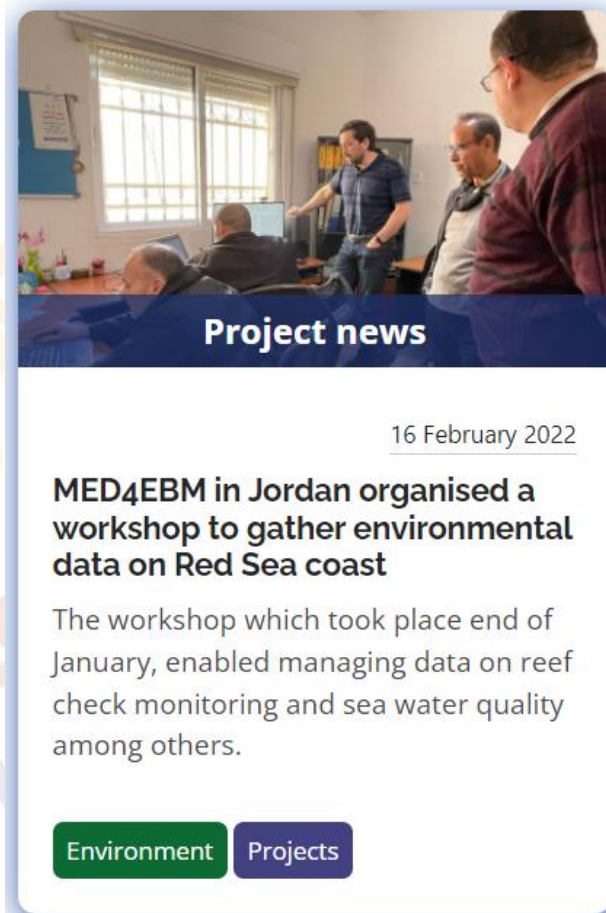 Project news
16 February 2022
MED4EBM in Jordan organised a
workshop to gather environmental
data on Red Sea coast
The workshop which took place end of
January, enabled managing data on reef
check monitoring and sea water quality
among others.
Environment
Projects